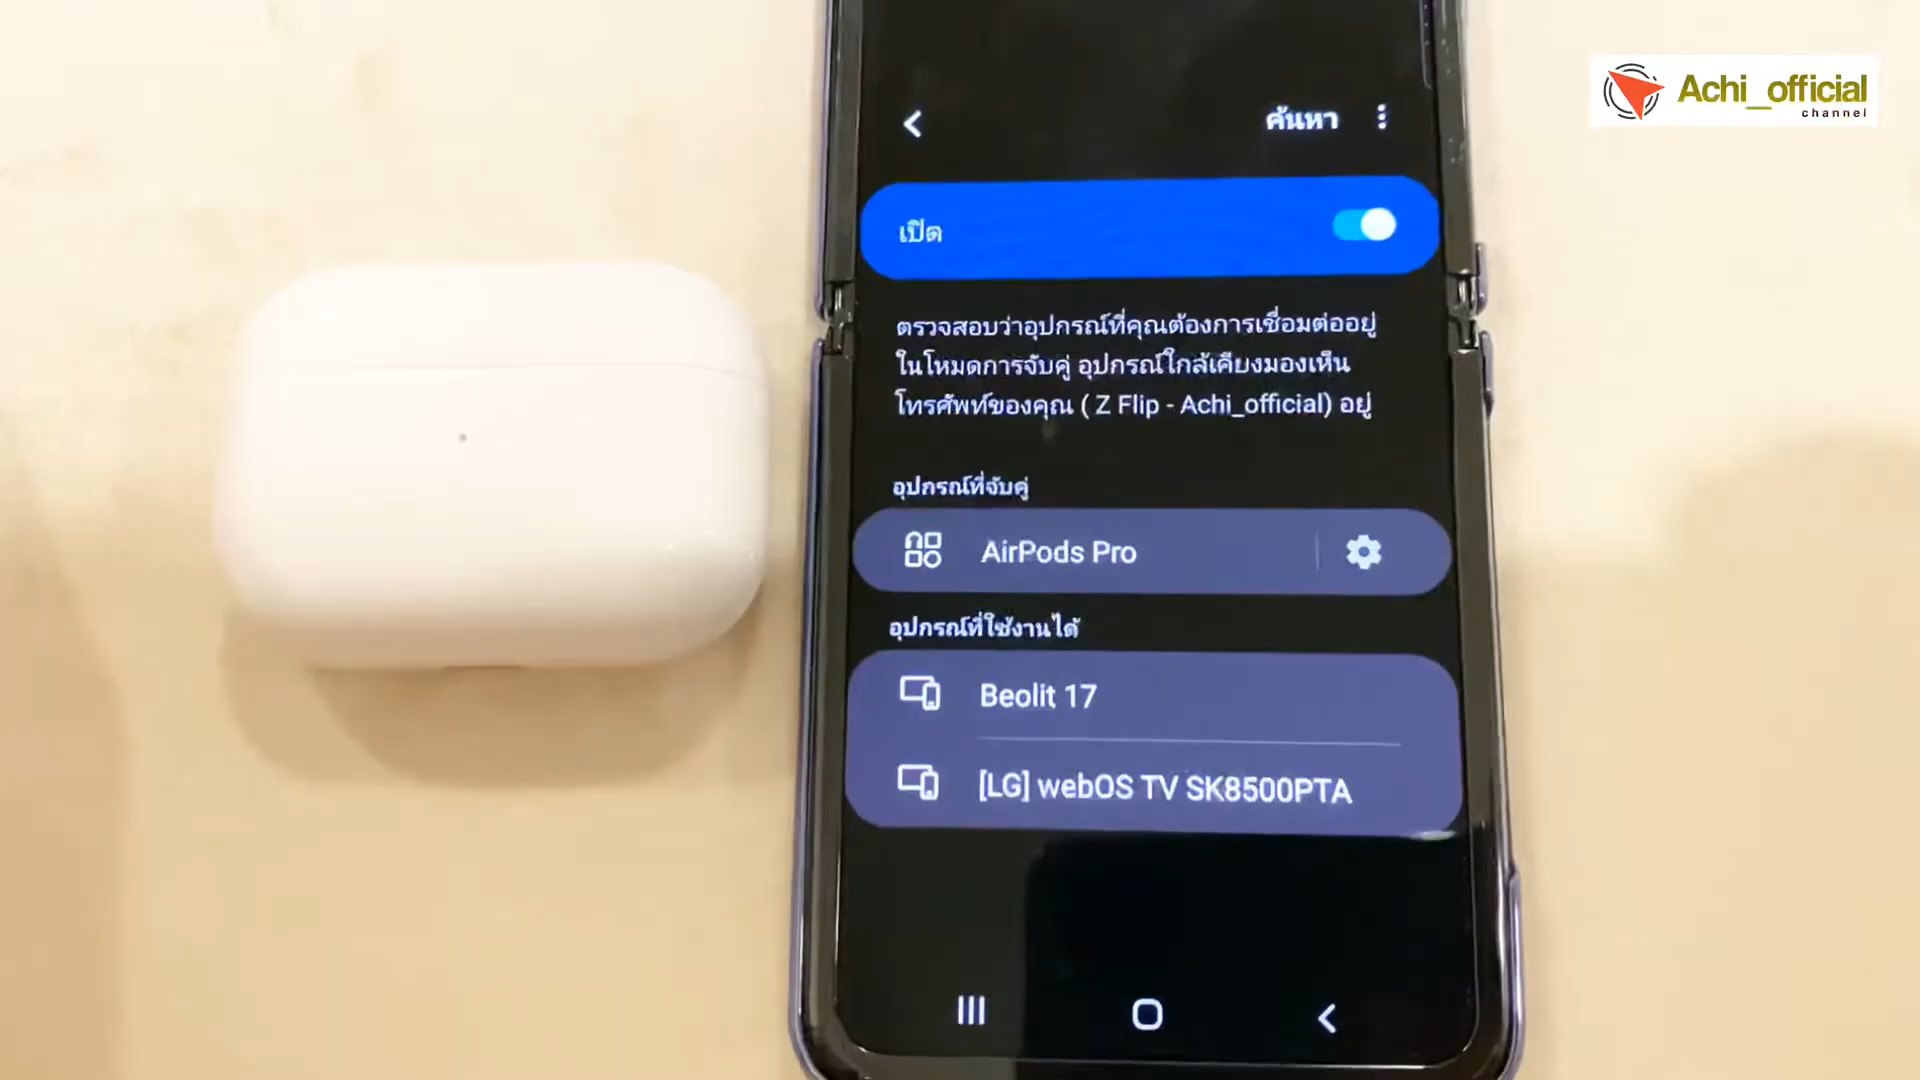 Achi_official
channel
ค้นหา
เปิด
ตรวจสอบว่าอุปกรณ์ที่คุณต้องการเชื่อมต่ออยู่
ในโหมดการจับคู่ อุปกรณ์ใกล้เคียงมองเห็น
โทรศัพท์ของคุณ ( Z Flip - Achi_official) อยู่
อุปกรณ์ที่จับคู่
AirPods Pro
อุปกรณ์ที่ใช้งานได้
Beolit 17
[LG] webOS TV SK8500PTA